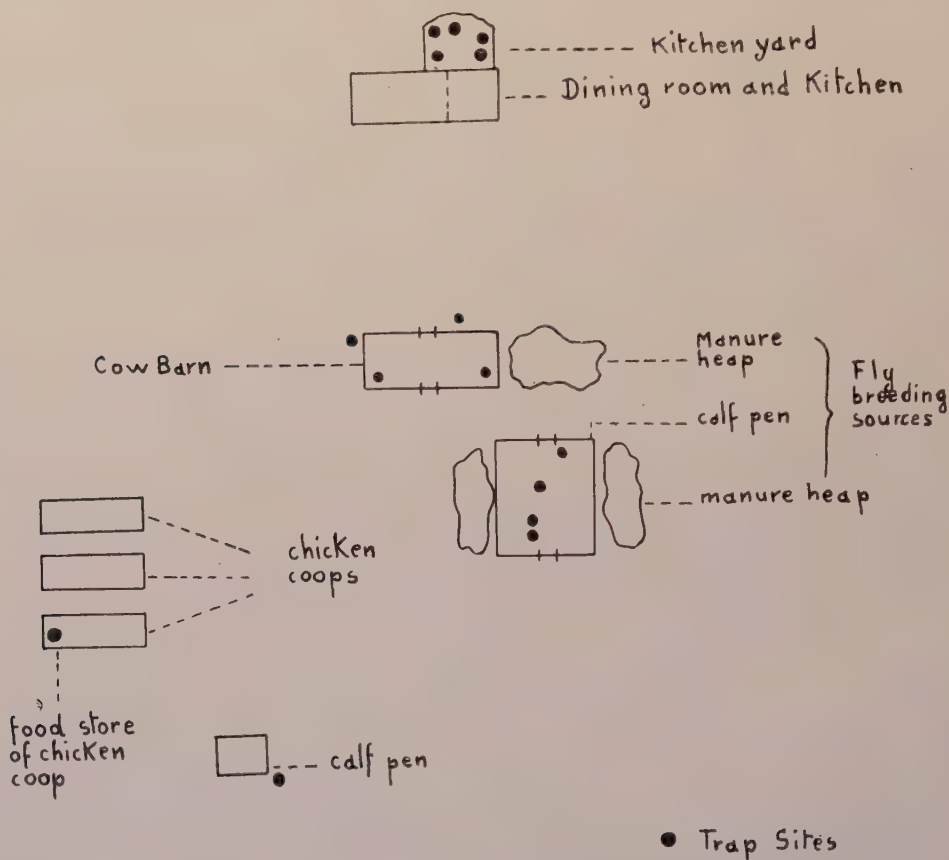 Kitchen yard
Dining room and Kitchen
Cow Barn
Manure
heap
calf pen
manure heap
Fly
breeding
sources
chicken
coops
food store
of chicken
coop
calf pen
Trap Sites